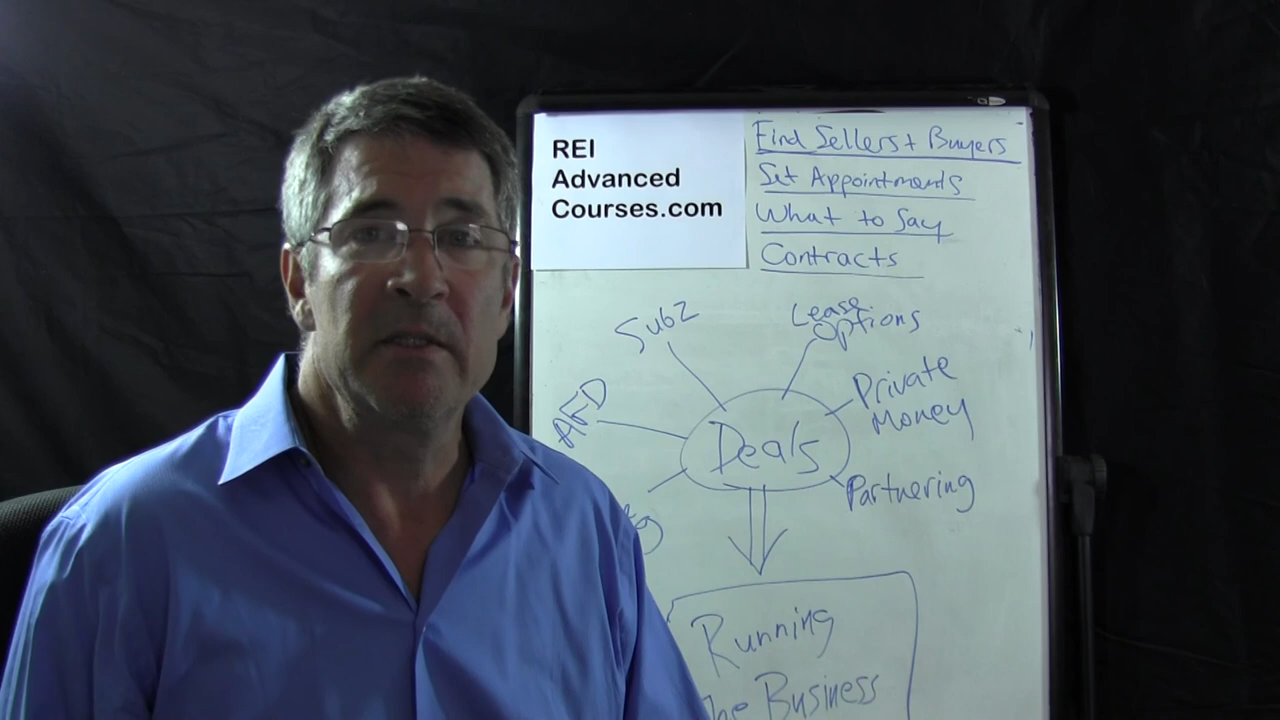 REI
Advanced
Courses.com
Find Sellers + Buyers
Set Appointments
What to Say
Contracts
Sub2
Lease
Options
AFD
Private
Money
Deals
Partnering
Running
Business